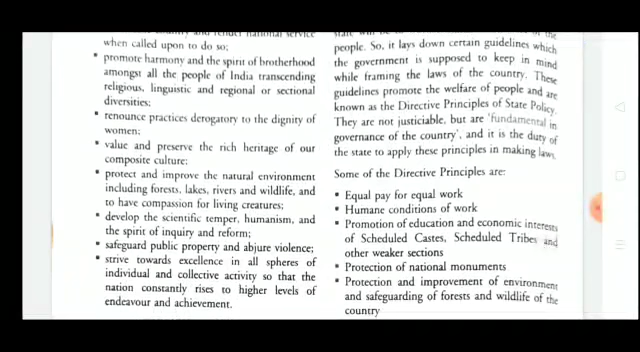 when called upon to do so;
• promote harmony and the spirit of brotherhood
amongst all the people of India transcending
religious, linguistic and regional or sectional
diversities;
• renounce practices derogatory to the dignity of
women;
• value and preserve the rich heritage of our
composite culture;
• protect and improve the natural environment
including forests, lakes, rivers and wildlife, and
to have compassion for living creatures;
• develop the scientific temper, humanism, and
the spirit of inquiry and reform;
• safeguard public property and abjure violence;
• strive towards excellence in all spheres of
individual and collective activity so that the
nation constantly rises to higher levels of
endeavour and achievement.
people. So, it lays down certain guidelines which
the government is supposed to keep in mind
while framing the laws of the country. These
guidelines promote the welfare of people and are
known as the Directive Principles of State Policy.
They are not justiciable, but are 'fundamental in
governance of the country', and it is the duty of
the state to apply these principles in making laws.
Some of the Directive Principles are:
• Equal pay for equal work
• Humane conditions of work
• Promotion of education and economic interests
of Scheduled Castes, Scheduled Tribes and
other weaker sections
• Protection of national monuments
• Protection and improvement of environment
and safeguarding of forests and wildlife of the
country